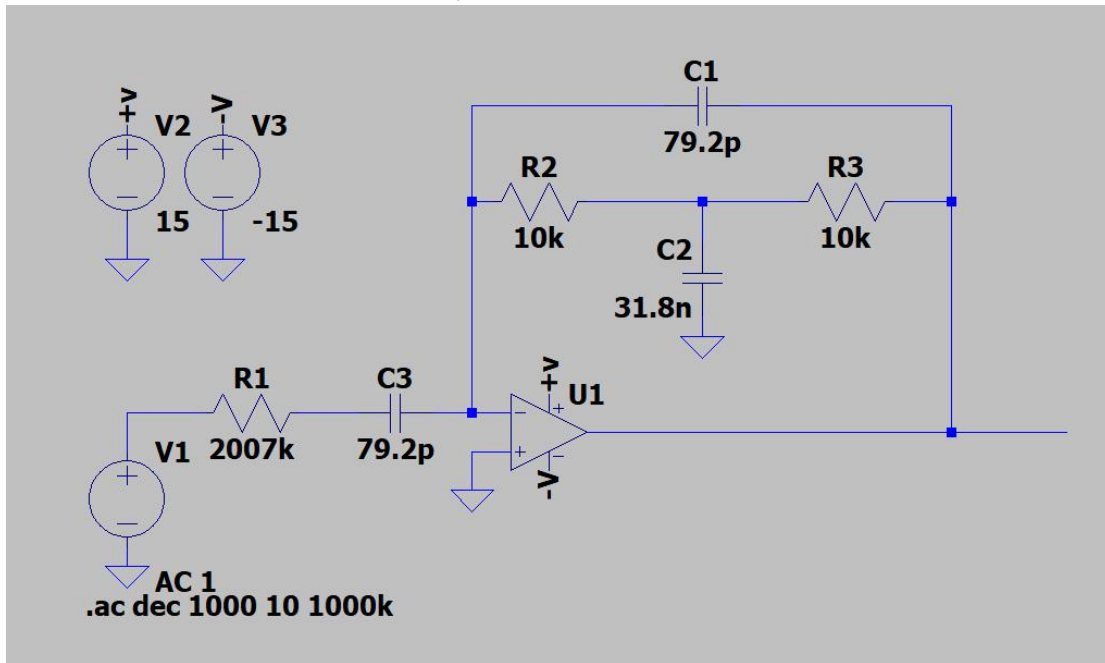 C1
79.2p
+v
V2
15
-V
V3
-15
R2
10k
R3
10k
C2
31.8n
R1
2007k
C3
79.2p
+v
U1
-V
V1
AC 1
.ac dec 1000 10 1000k